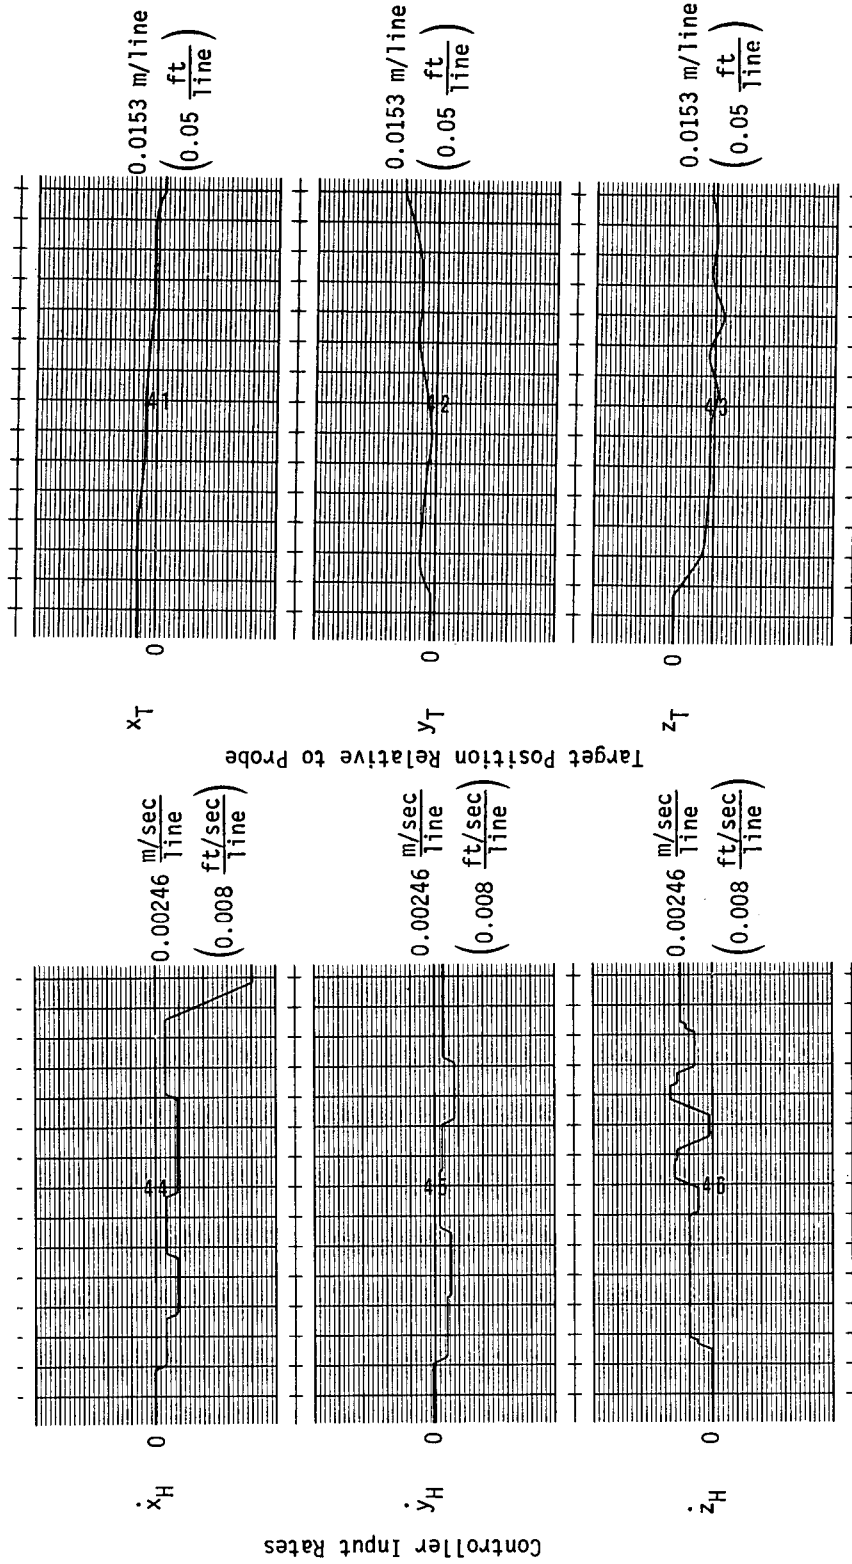 Controller Input Rates
ẋ_H
0
44
0.00246 m/sec/line
(0.008 ft/sec/line)
ẏ_H
0
45
0.00246 m/sec/line
(0.008 ft/sec/line)
ż_H
0
46
0.00246 m/sec/line
(0.008 ft/sec/line)
Target Position Relative to Probe
x_T
0
41
0.0153 m/line
(0.05 ft/line)
y_T
0
42
0.0153 m/line
(0.05 ft/line)
z_T
0
43
0.0153 m/line
(0.05 ft/line)